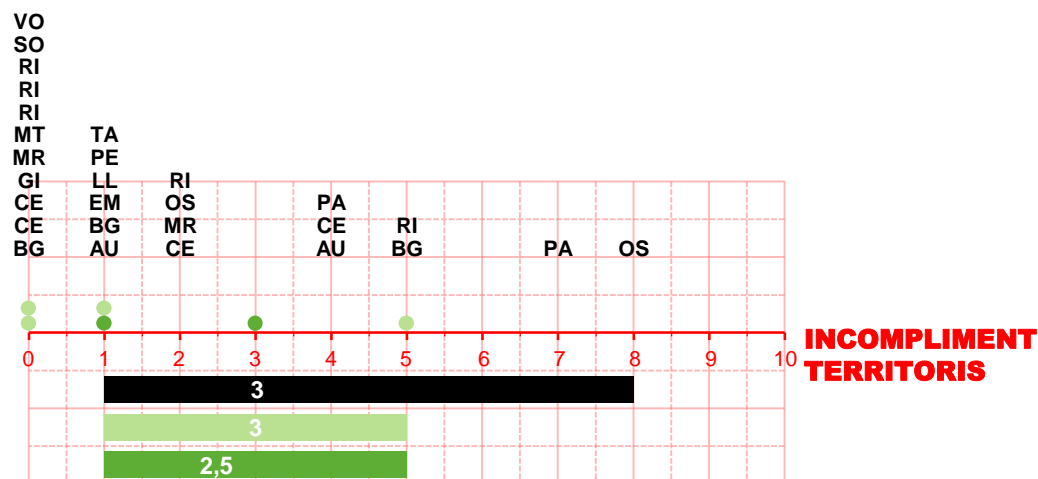 VO
SO
RI
RI
RI
MT TA
MR PE
GI LL RI
CE EM OS PA
CE BG MR CE RI
BG AU CE AU BG PA OS
0 1 2 3 4 5 6 7 8 9 10
INCOMPLIMENT
TERRITORIS
3
3
2,5